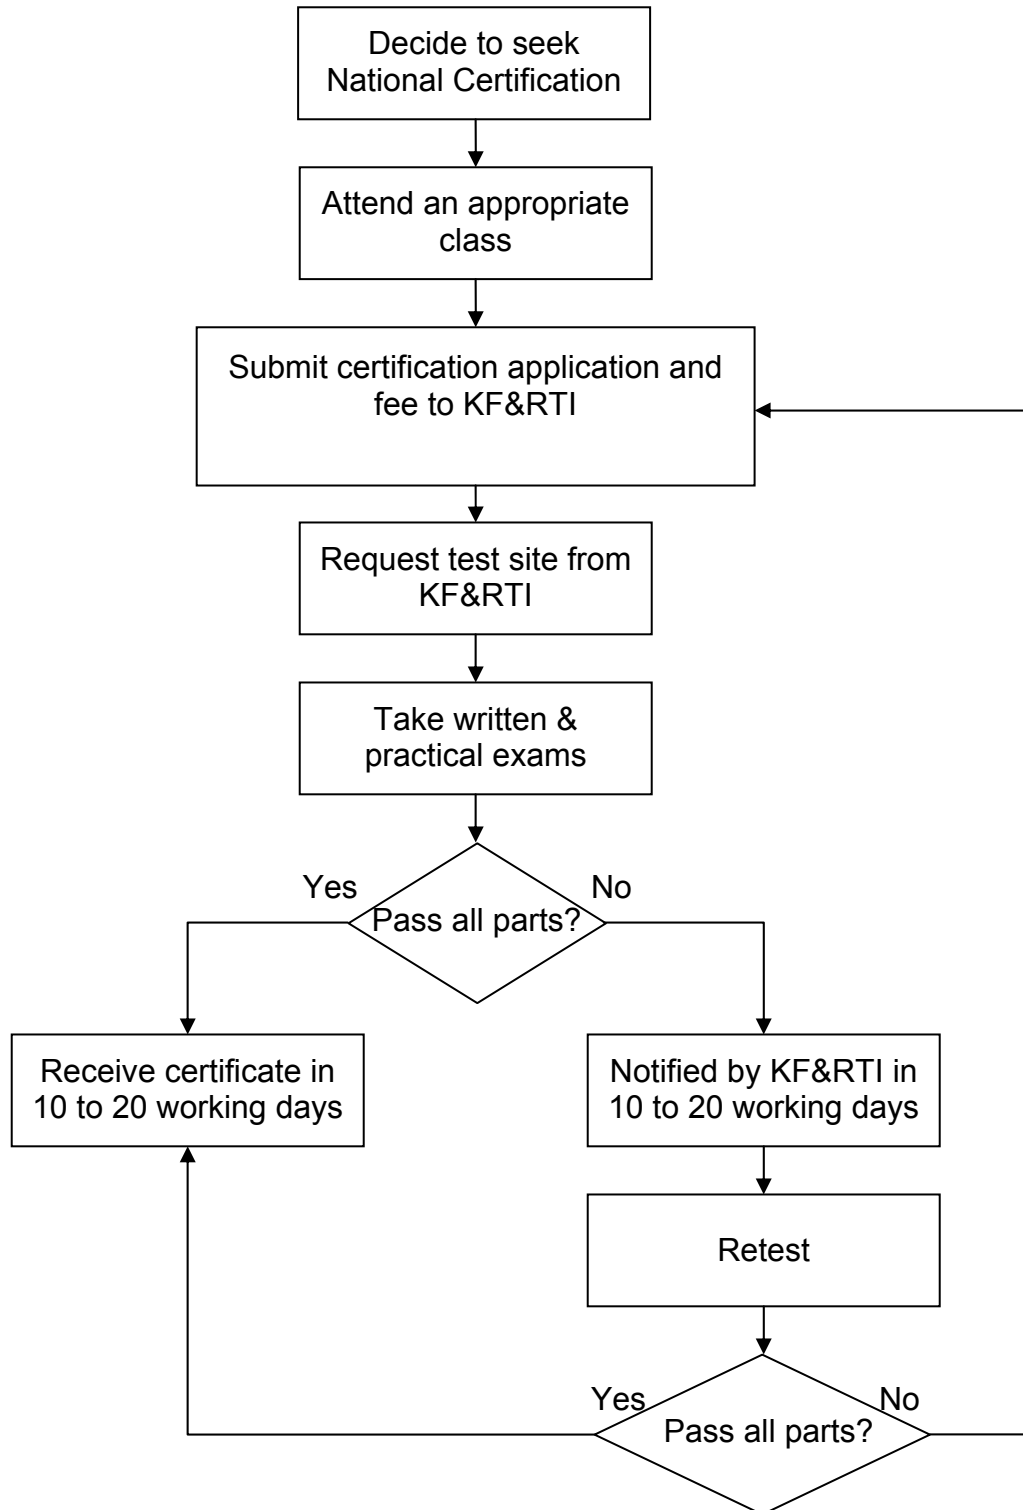 Decide to seek
National Certification
Attend an appropriate
class
Submit certification application and
fee to KF&RTI
Request test site from
KF&RTI
Take written &
practical exams
Yes
No
Pass all parts?
Receive certificate in
10 to 20 working days
Notified by KF&RTI in
10 to 20 working days
Retest
Yes
No
Pass all parts?